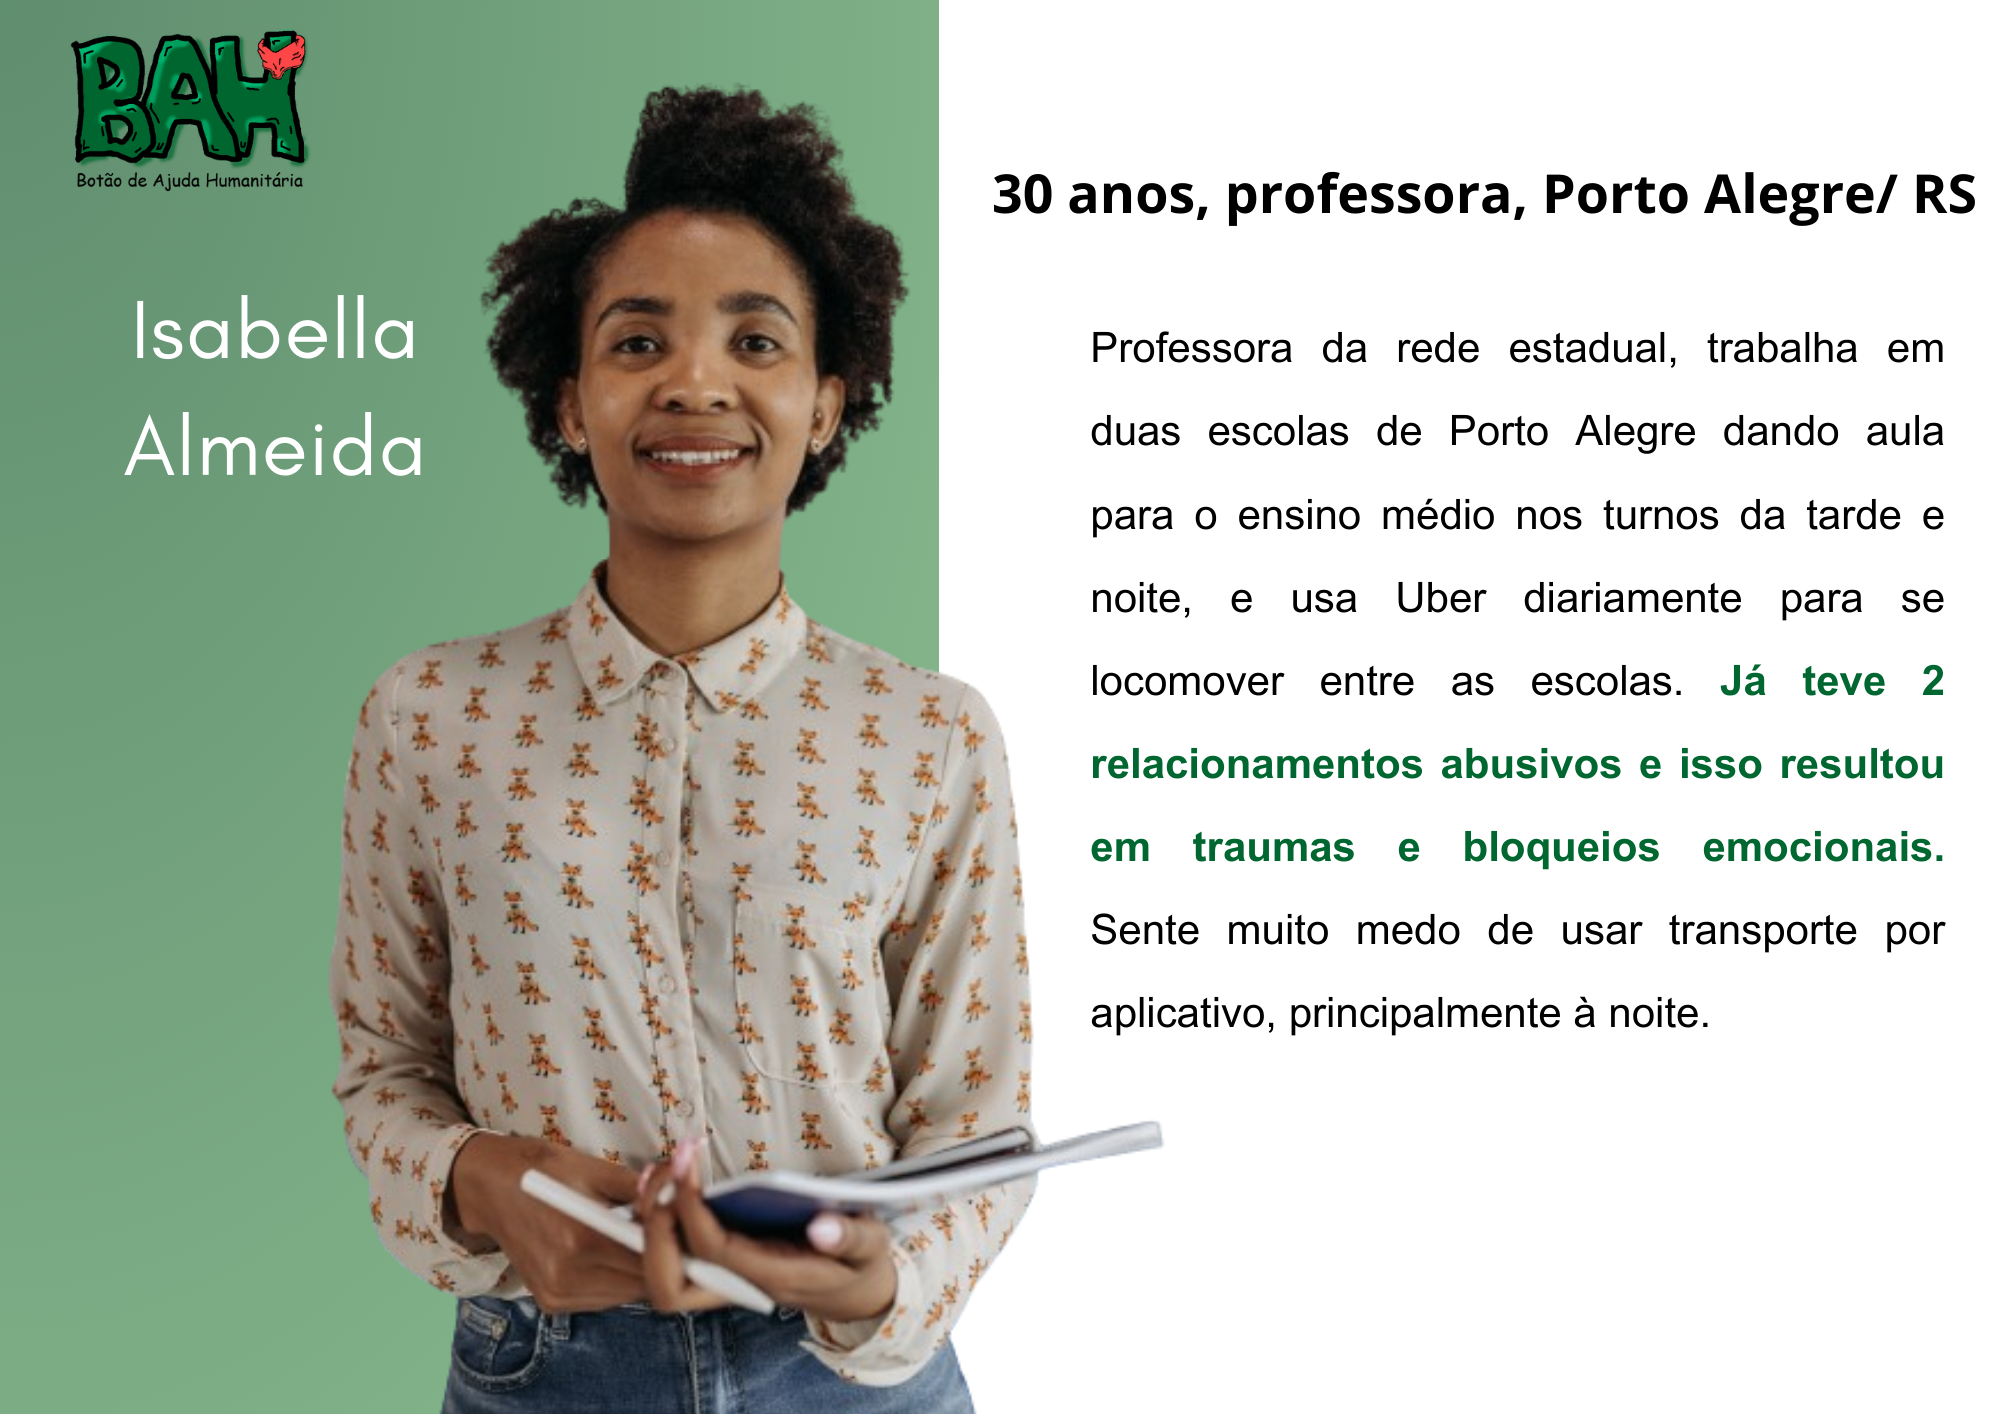 BAH
Botão de Ajuda Humanitária
Isabella
Almeida
30 anos, professora, Porto Alegre/ RS
Professora da rede estadual, trabalha em
duas escolas de Porto Alegre dando aula
para o ensino médio nos turnos da tarde e
noite, e usa Uber diariamente para se
locomover entre as escolas. Já teve 2
relacionamentos abusivos e isso resultou
em traumas e bloqueios emocionais.
Sente muito medo de usar transporte por
aplicativo, principalmente à noite.